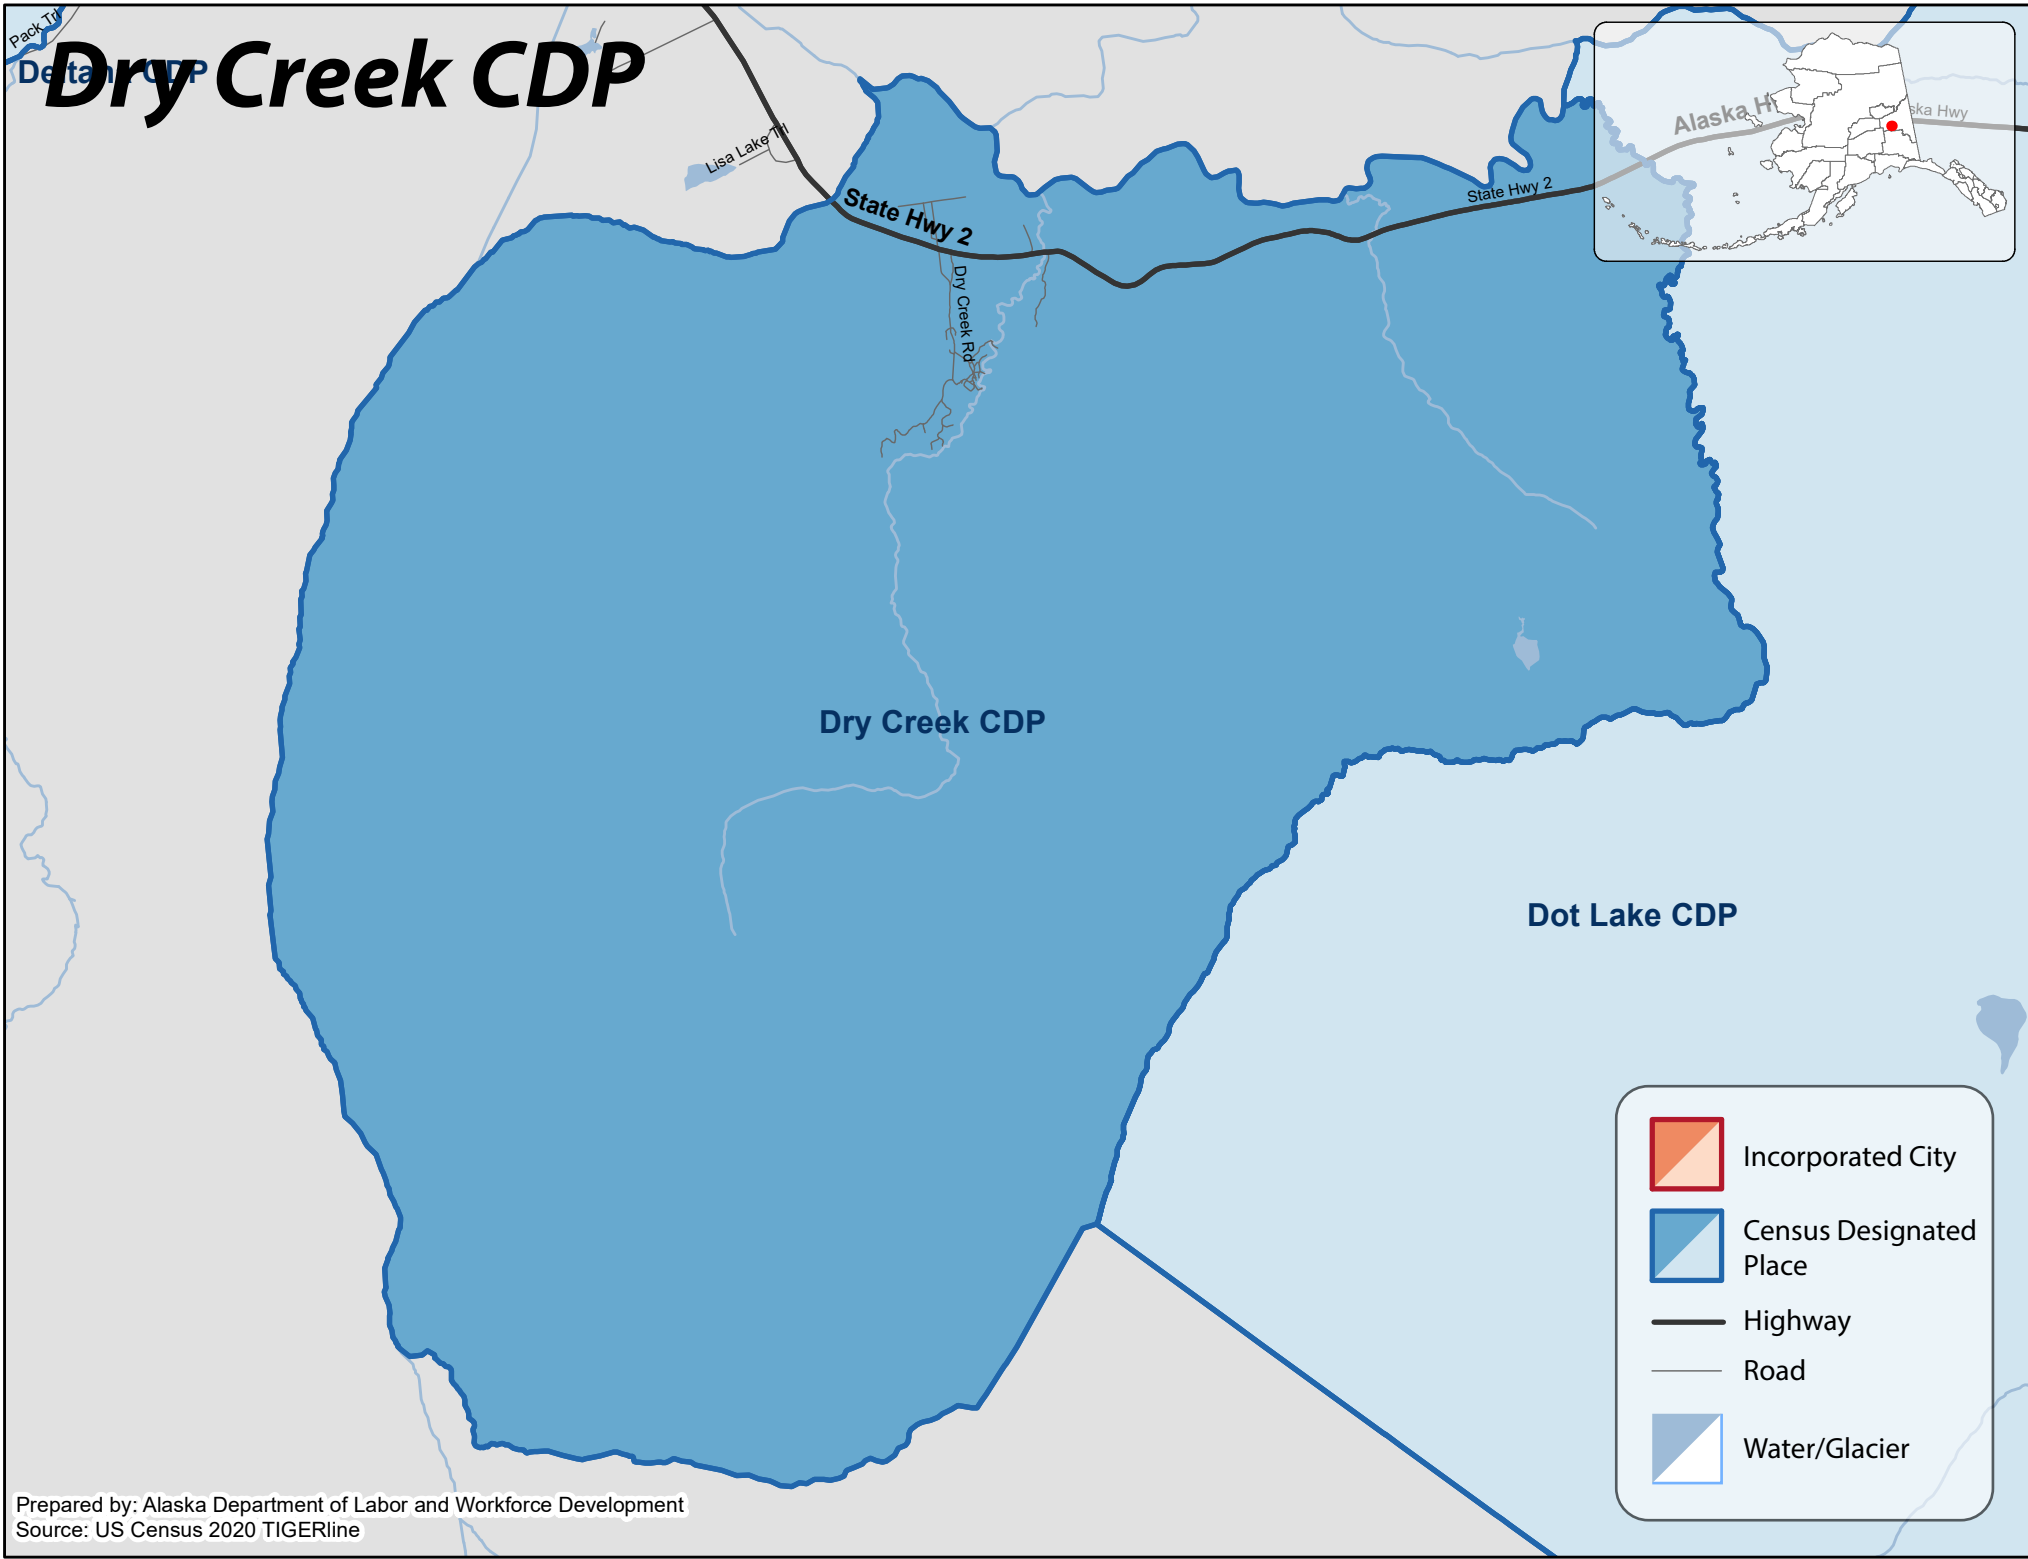 Pack Trl
Dry Creek CDP
CDP
Lisa Lake Trl
State Hwy 2
State Hwy 2
Alaska H
ska Hwy
Dry Creek Rd
Dry Creek CDP
Dot Lake CDP
Incorporated City
Census Designated
Place
Highway
Road
Water/Glacier
Prepared by: Alaska Department of Labor and Workforce Development
Source: US Census 2020 TIGERline